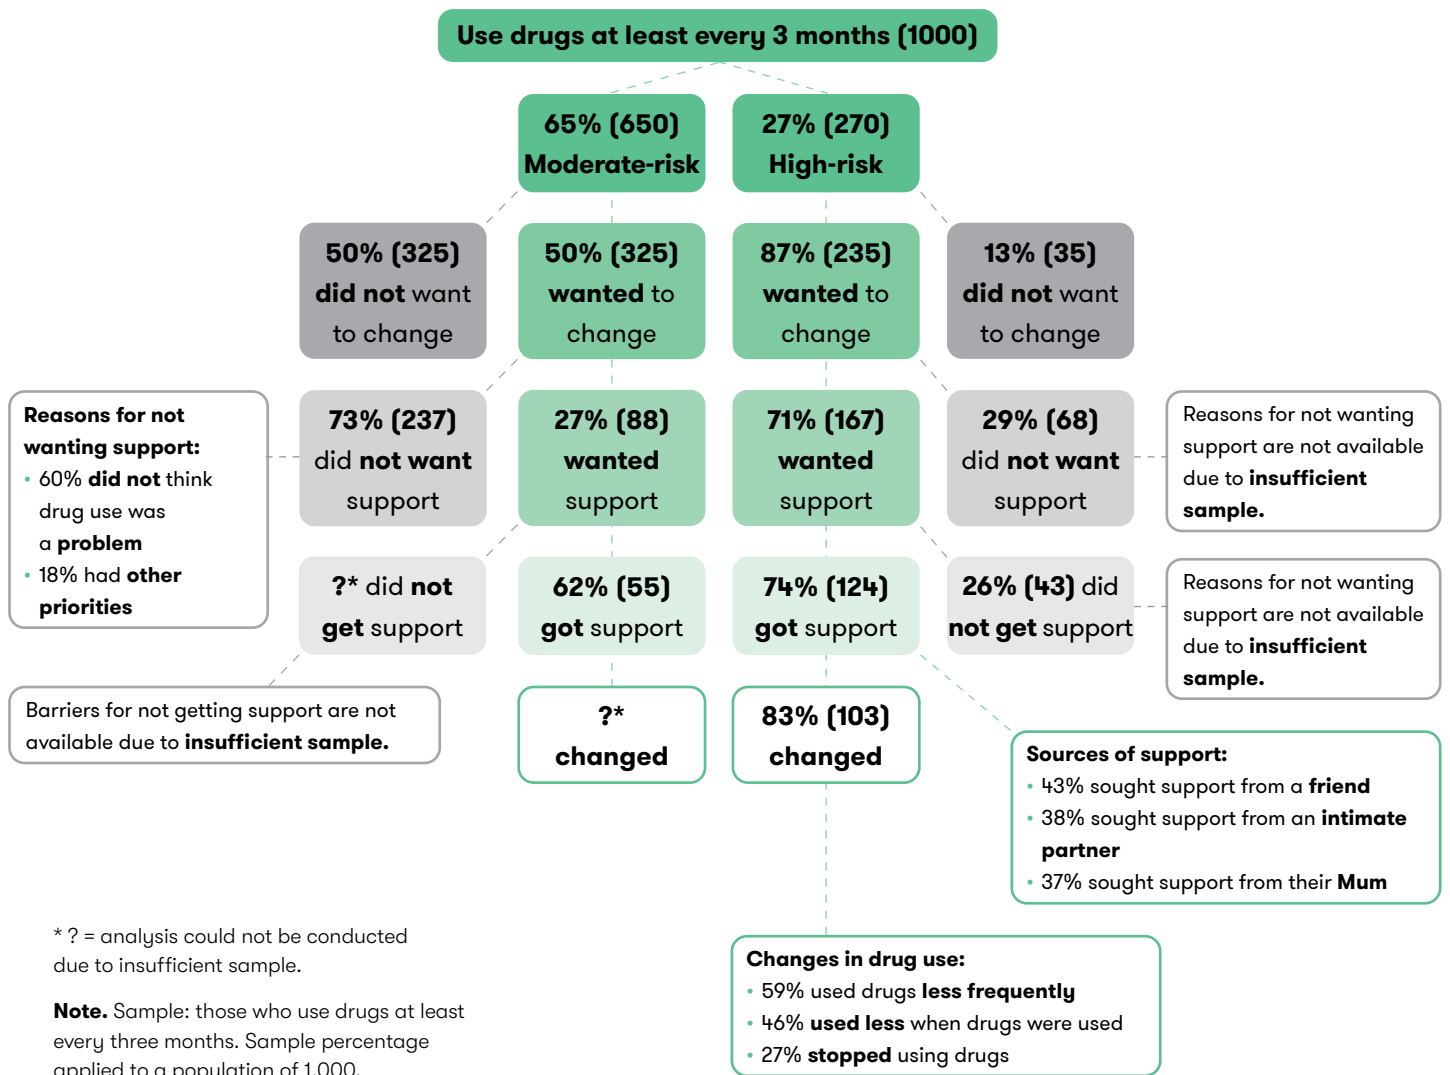 Use drugs at least every 3 months (1000)
65% (650)
Moderate-risk
27% (270)
High-risk
50% (325)
did not want
to change
50% (325)
wanted to
change
87% (235)
wanted to
change
13% (35)
did not want
to change
Reasons for not
wanting support:
• 60% did not think
drug use was
a problem
• 18% had other
priorities
73% (237)
did not want
support
27% (88)
wanted
support
71% (167)
wanted
support
29% (68)
did not want
support
Reasons for not wanting
support are not available
due to insufficient
sample.
?* did not
get support
62% (55)
got support
74% (124)
got support
26% (43) did
not get support
Reasons for not wanting
support are not available
due to insufficient
sample.
Barriers for not getting support are not
available due to insufficient sample.
?*
changed
83% (103)
changed
Sources of support:
• 43% sought support from a friend
• 38% sought support from an intimate
partner
• 37% sought support from their Mum
* ? = analysis could not be conducted
due to insufficient sample.
Note. Sample: those who use drugs at least
every three months. Sample percentage
applied to a population of 1,000.
Changes in drug use:
• 59% used drugs less frequently
• 46% used less when drugs were used
• 27% stopped using drugs